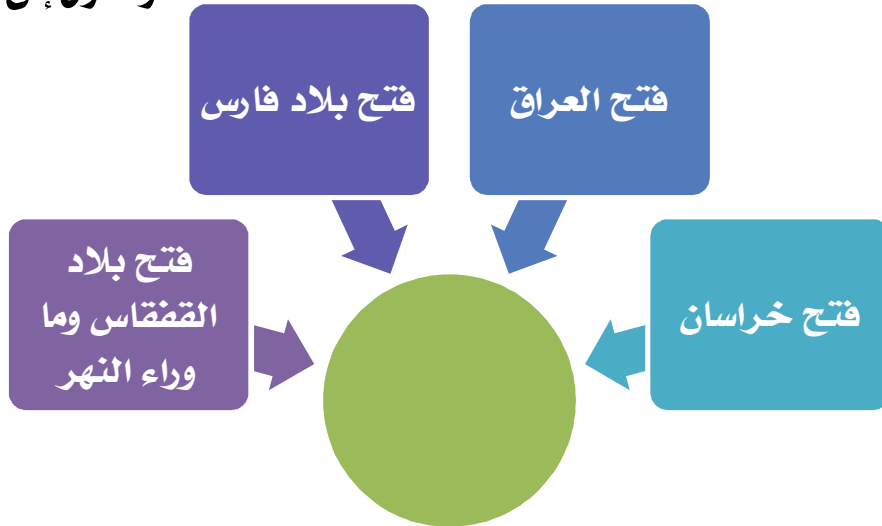 فتح بلاد فارس
فتح العراق
فتح بلاد
القفقاس وما
وراء النهر
فتح خراسان